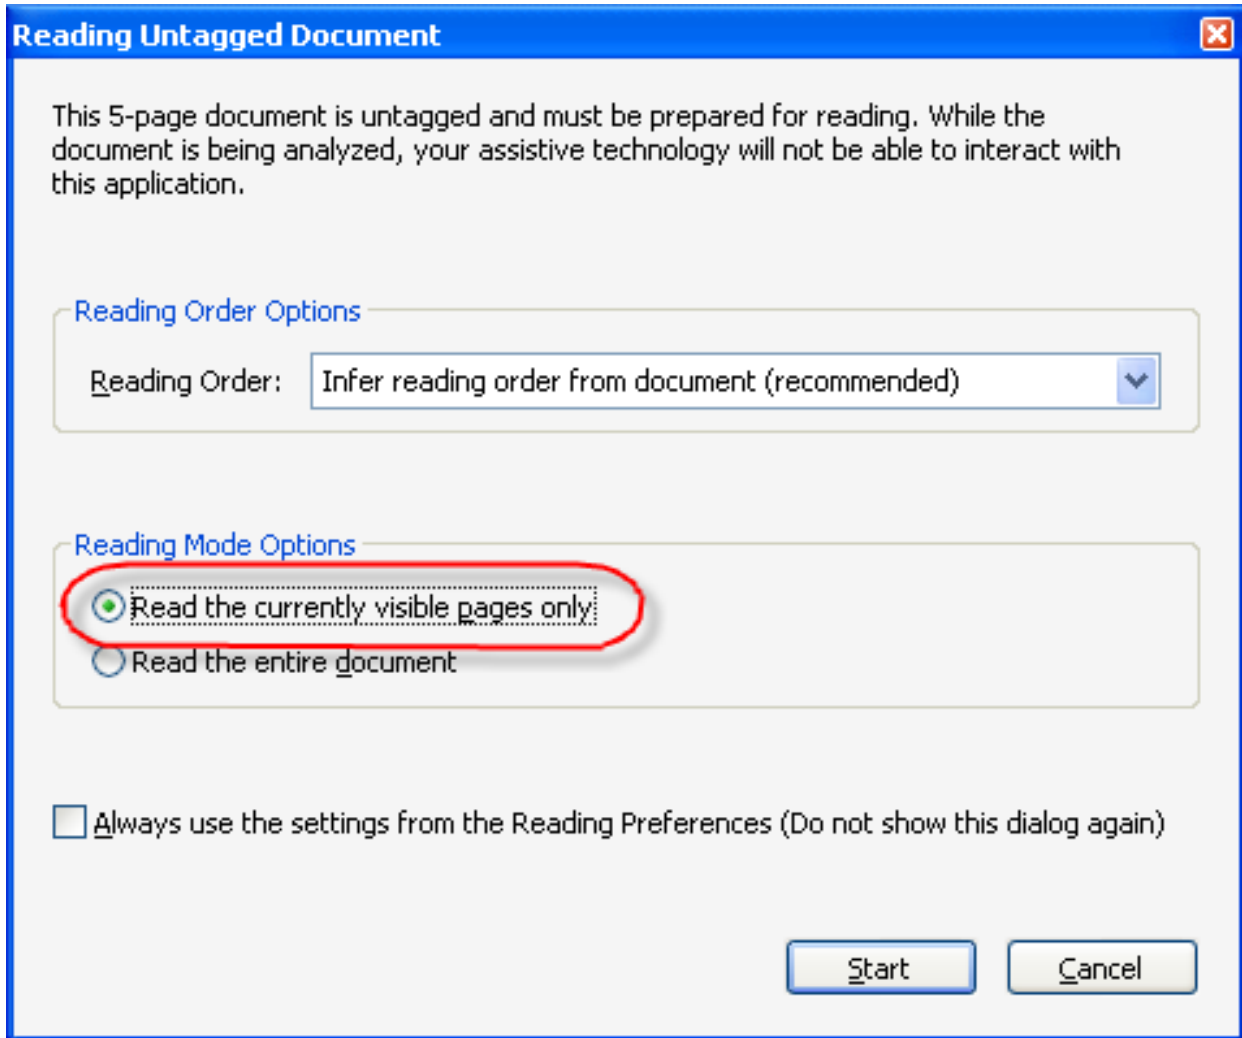 Reading Untagged Document
This 5-page document is untagged and must be prepared for reading. While the
document is being analyzed, your assistive technology will not be able to interact with
this application.
Reading Order Options
Reading Order: Infer reading order from document (recommended)
Reading Mode Options
Read the currently visible pages only
Read the entire document
Always use the settings from the Reading Preferences (Do not show this dialog again)
Start Cancel